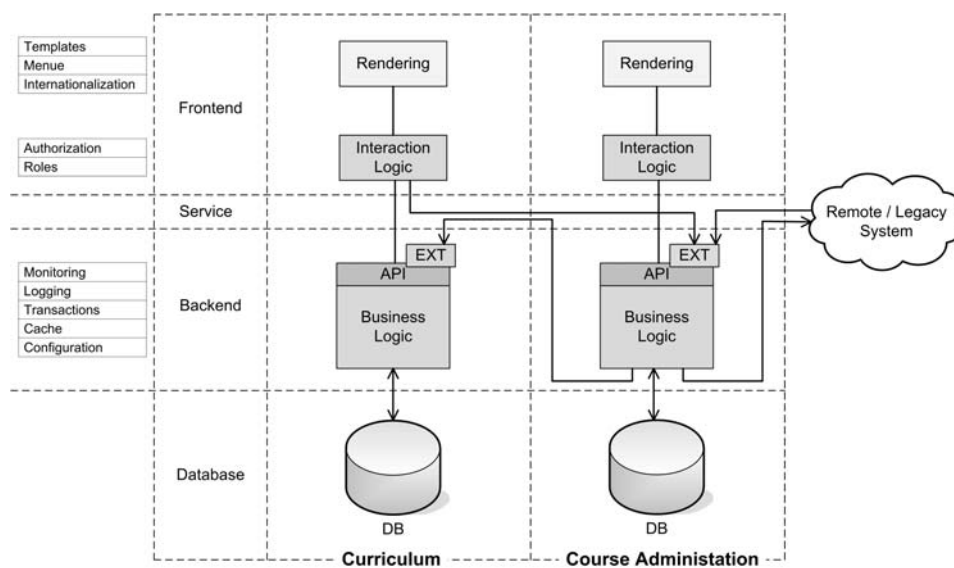 Templates
Menue
Internationalization
Authorization
Roles
Monitoring
Logging
Transactions
Cache
Configuration
Frontend
Service
Backend
Database
Rendering
Interaction
Logic
EXT
API
Business
Logic
DB
Curriculum
Rendering
Interaction
Logic
EXT
API
Business
Logic
DB
Course Administation
Remote / Legacy
System